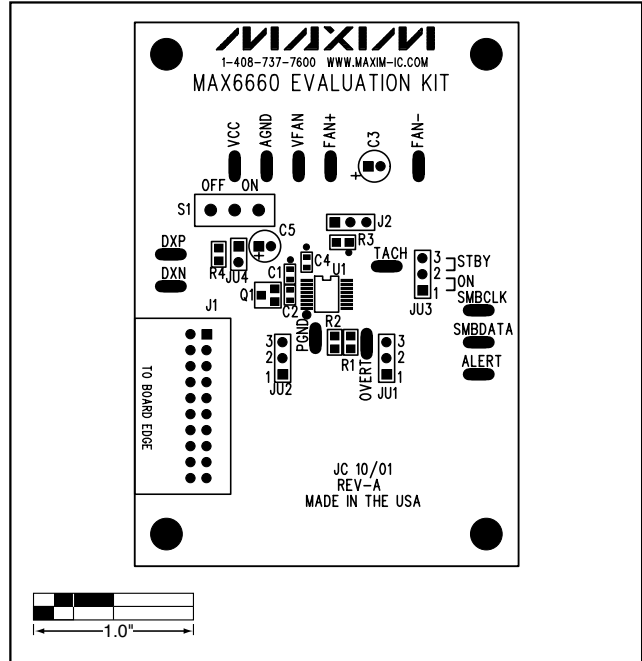 MAXIM
1-408-737-7600 WWW.MAXIM-IC.COM
MAX6660 EVALUATION KIT
VCC
AGND
VFAN
FAN+
C3
FAN-
+
OFF ON
S1
C5
+
J2
R3
DXP
DXN
R4
JU4
C1
C4
U1
TACH
3
2
1
STBY
ON
JU3
SMBCLK
SMBDATA
ALERT
Q1
C2
J1
PGND
R2
R1
OVERT
3
2
1
JU2
3
2
1
JU1
TO BOARD EDGE
JC 10/01
REV-A
MADE IN THE USA
1.0"